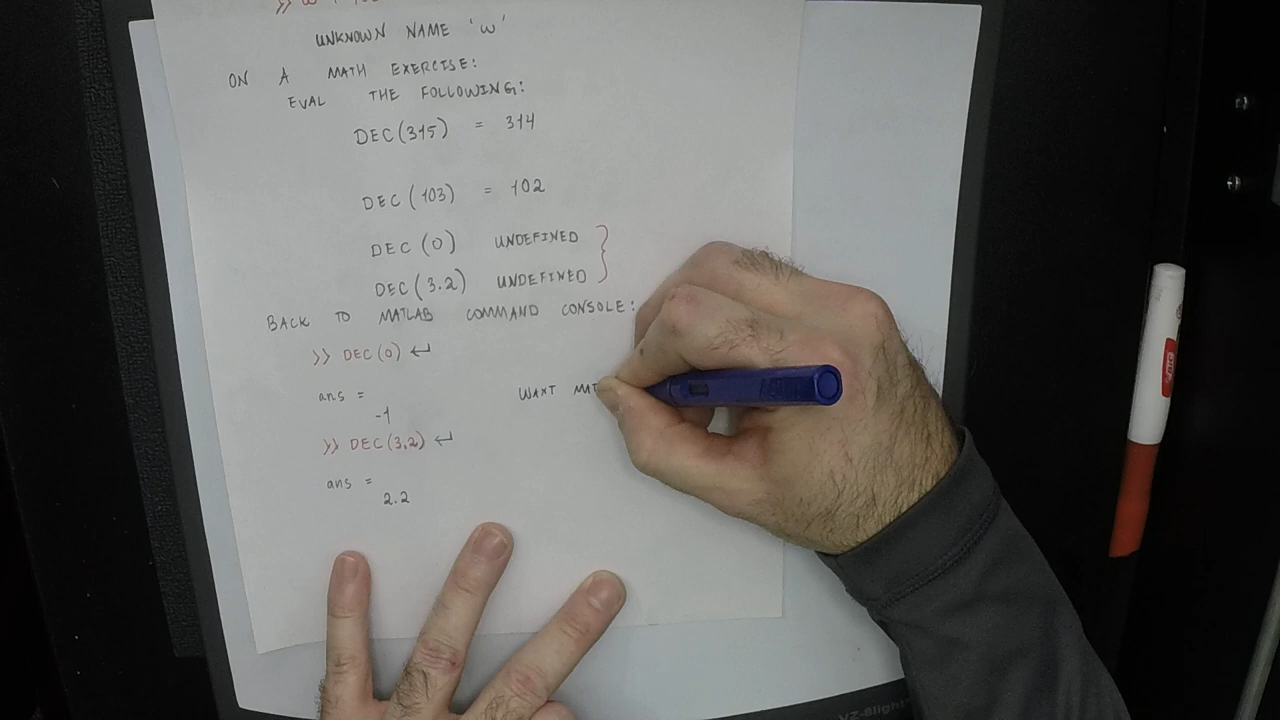 UNKNOWN NAME 'W'
ON A MATH EXERCISE:
EVAL THE FOLLOWING:
DEC(315) = 314
DEC(103) = 102
DEC(0) UNDEFINED
DEC(3.2) UNDEFINED
BACK TO MATLAB COMMAND CONSOLE:
>> DEC(0) ↵
ans =
-1
WANT MAT
>> DEC(3.2) ↵
ans =
2.2